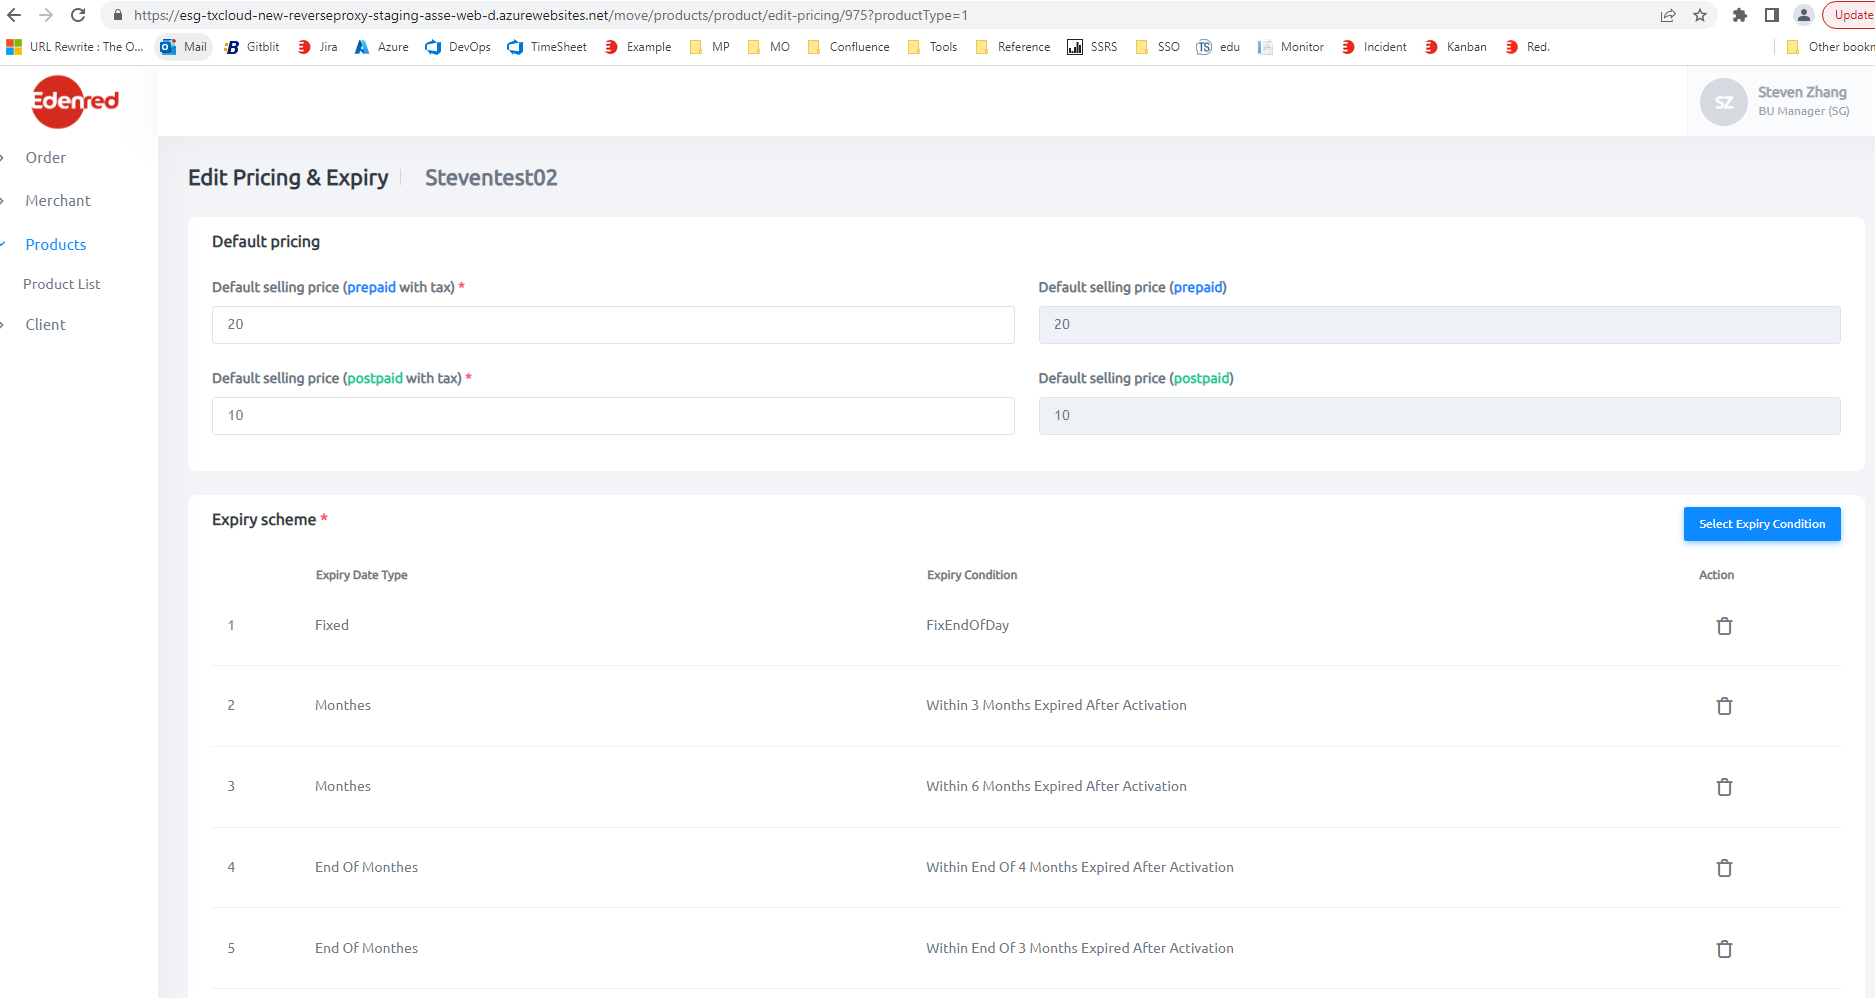 https://esg-txcloud-new-reverseproxy-staging-asse-web-d.azurewebsites.net/move/products/product/edit-pricing/975?productType=1
Update
URL Rewrite : The O... Mail Gitblit Jira Azure DevOps TimeSheet Example MP MO Confluence Tools Reference SSRS SSO TS edu Monitor Incident Kanban Red. Other bookm
Edenred
SZ
Steven Zhang
BU Manager (SG)
Order
Merchant
Products
Product List
Client
Edit Pricing & Expiry Steventest02
Default pricing
Default selling price (prepaid with tax) * Default selling price (prepaid)
20 20
Default selling price (postpaid with tax) * Default selling price (postpaid)
10 10
Expiry scheme * Select Expiry Condition
Expiry Date Type Expiry Condition Action
1 Fixed FixEndOfDay
2 Monthes Within 3 Months Expired After Activation
3 Monthes Within 6 Months Expired After Activation
4 End Of Monthes Within End Of 4 Months Expired After Activation
5 End Of Monthes Within End Of 3 Months Expired After Activation